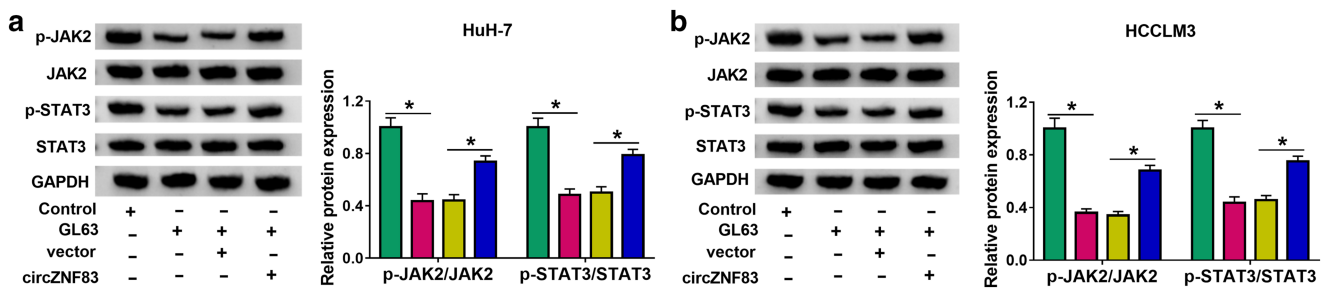 a
p-JAK2
JAK2
p-STAT3
STAT3
GAPDH
Control + – – –
GL63 – + + +
vector – – + –
circZNF83 – – – +
HuH-7
Relative protein expression
1.2
0.8
0.4
0.0
* * * *
p-JAK2/JAK2 p-STAT3/STAT3
b
p-JAK2
JAK2
p-STAT3
STAT3
GAPDH
Control + – – –
GL63 – + + +
vector – – + –
circZNF83 – – – +
HCCLM3
Relative protein expression
1.2
0.8
0.4
0.0
* * * *
p-JAK2/JAK2 p-STAT3/STAT3